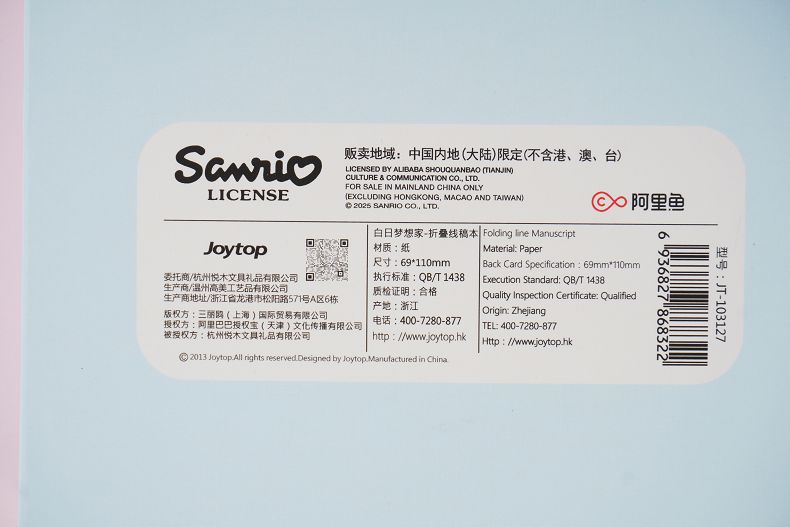 Sanrio
LICENSE
贩卖地域：中国内地(大陆)限定(不含港、澳、台)
LICENSED BY ALIBABA SHOUQUANBAO (TIANJIN)
CULTURE & COMMUNICATION CO., LTD.
FOR SALE IN MAINLAND CHINA ONLY
(EXCLUDING HONGKONG, MACAO AND TAIWAN)
© 2025 SANRIO CO., LTD.
阿里鱼
Joytop
委托商/杭州悦木文具礼品有限公司
生产商/温州高美工艺品有限公司
生产商地址/浙江省龙港市松阳路571号A区6栋
版权方：三丽鸥（上海）国际贸易有限公司
授权方：阿里巴巴授权宝（天津）文化传播有限公司
被授权方：杭州悦木文具礼品有限公司
白日梦想家-折叠线稿本
材质：纸
尺寸：69*110mm
执行标准：QB/T 1438
质检证明：合格
产地：浙江
电话：400-7280-877
http：//www.joytop.hk
Folding line Manuscript
Material: Paper
Back Card Specification : 69mm*110mm
Execution Standard: QB/T 1438
Quality Inspection Certificate: Qualified
Origin: Zhejiang
TEL: 400-7280-877
Http：//www.joytop.hk
6 936827 868322
型号：JT-103127
© 2013 Joytop.All rights reserved.Designed by Joytop.Manufactured in China.